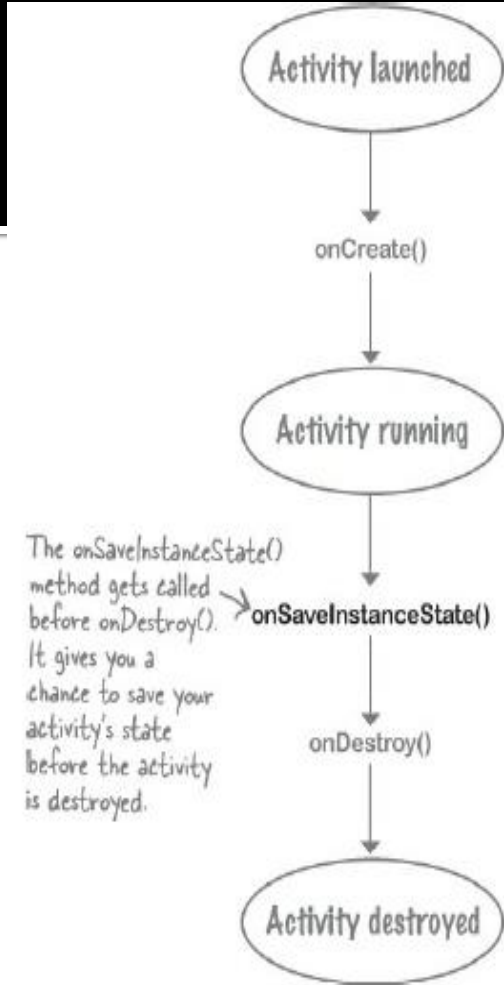 Activity launched
onCreate()
Activity running
The onSaveInstanceState()
method gets called
before onDestroy().
It gives you a
chance to save your
activity's state
before the activity
is destroyed.
onSaveInstanceState()
onDestroy()
Activity destroyed